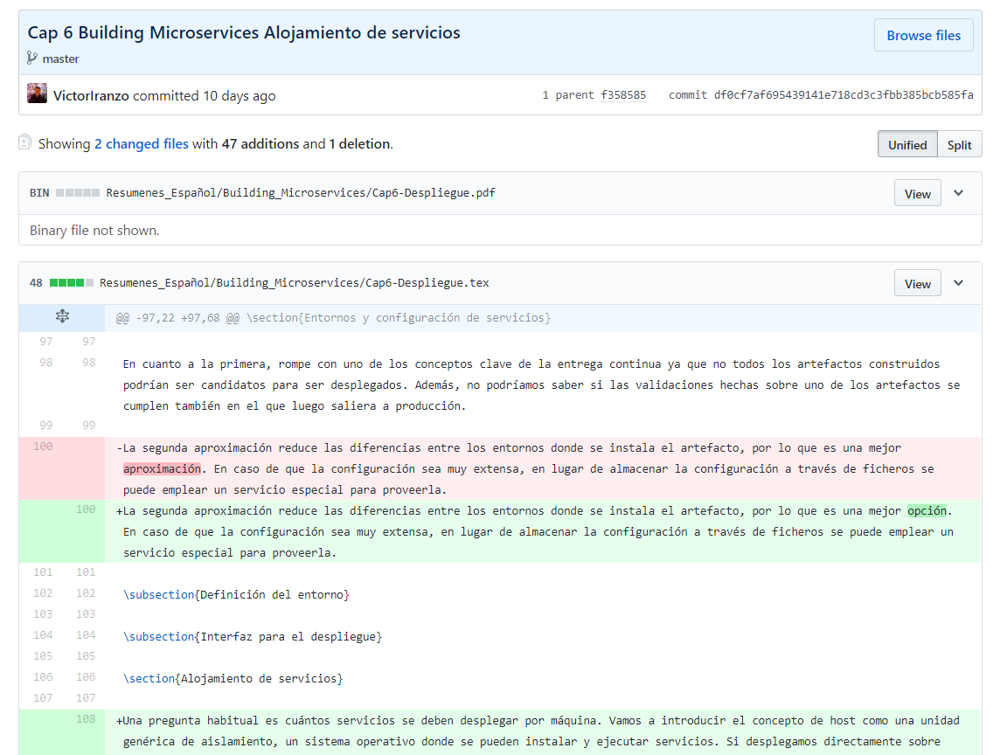 Cap 6 Building Microservices Alojamiento de servicios
Browse files
master
VictorIranzo committed 10 days ago
1 parent f358585 commit df0cf7af695439141e718cd3c3fbb385bcb585fa
Showing 2 changed files with 47 additions and 1 deletion.
Unified Split
BIN Resumenes_Español/Building_Microservices/Cap6-Despliegue.pdf
View
Binary file not shown.
48 Resumenes_Español/Building_Microservices/Cap6-Despliegue.tex
View
@@ -97,22 +97,68 @@ \section{Entornos y configuración de servicios}
97 97
98 98 En cuanto a la primera, rompe con uno de los conceptos clave de la entrega continua ya que no todos los artefactos construidos
podrían ser candidatos para ser desplegados. Además, no podríamos saber si las validaciones hechas sobre uno de los artefactos se
cumplen también en el que luego saliera a producción.
99 99
100 -La segunda aproximación reduce las diferencias entre los entornos donde se instala el artefacto, por lo que es una mejor
aproximación. En caso de que la configuración sea muy extensa, en lugar de almacenar la configuración a través de ficheros se
puede emplear un servicio especial para proveerla.
100 +La segunda aproximación reduce las diferencias entre los entornos donde se instala el artefacto, por lo que es una mejor opción.
En caso de que la configuración sea muy extensa, en lugar de almacenar la configuración a través de ficheros se puede emplear un
servicio especial para proveerla.
101 101
102 102 \subsection{Definición del entorno}
103 103
104 104 \subsection{Interfaz para el despliegue}
105 105
106 106 \section{Alojamiento de servicios}
107 107
108 +Una pregunta habitual es cuántos servicios se deben desplegar por máquina. Vamos a introducir el concepto de host como una unidad
genérica de aislamiento, un sistema operativo donde se pueden instalar y ejecutar servicios. Si desplegamos directamente sobre